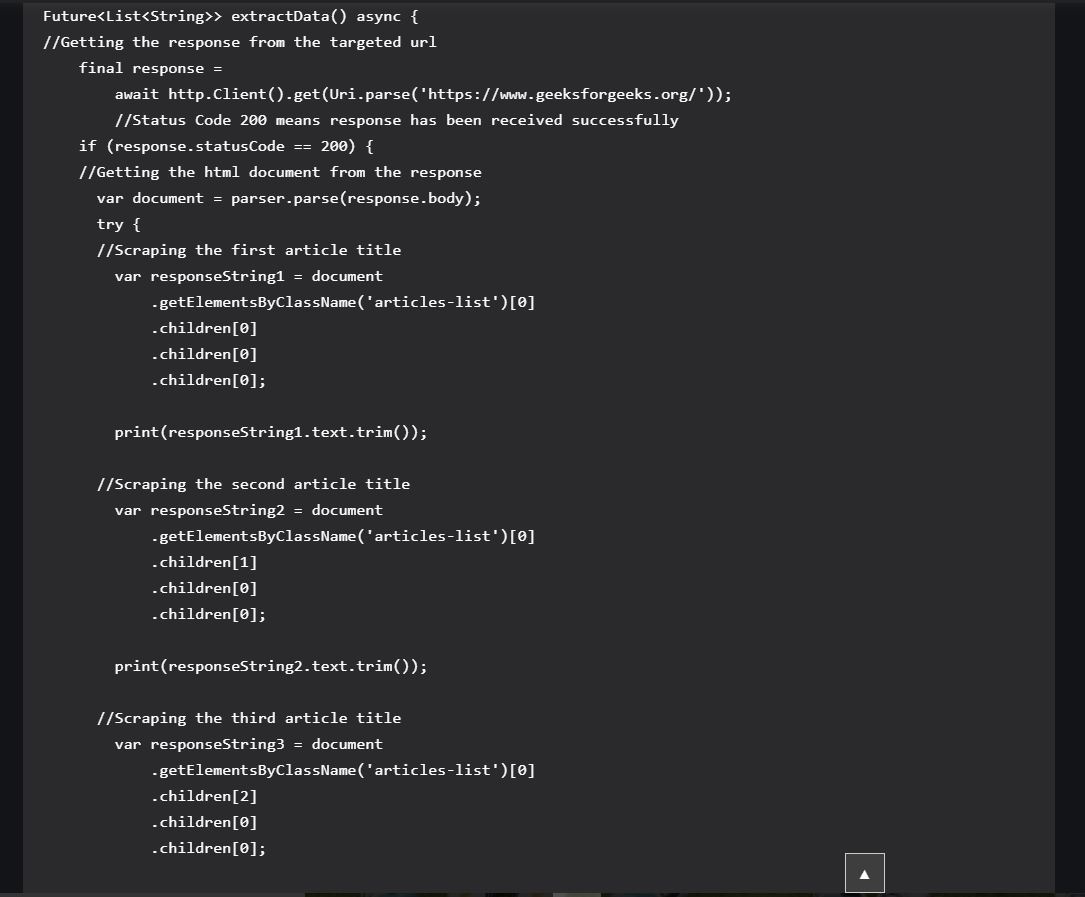 Future<List<String>> extractData() async {
//Getting the response from the targeted url
    final response =
        await http.Client().get(Uri.parse('https://www.geeksforgeeks.org/'));
        //Status Code 200 means response has been received successfully
    if (response.statusCode == 200) {
    //Getting the html document from the response
      var document = parser.parse(response.body);
      try {
      //Scraping the first article title
        var responseString1 = document
            .getElementsByClassName('articles-list')[0]
            .children[0]
            .children[0]
            .children[0];

        print(responseString1.text.trim());

      //Scraping the second article title
        var responseString2 = document
            .getElementsByClassName('articles-list')[0]
            .children[1]
            .children[0]
            .children[0];

        print(responseString2.text.trim());

      //Scraping the third article title
        var responseString3 = document
            .getElementsByClassName('articles-list')[0]
            .children[2]
            .children[0]
            .children[0];